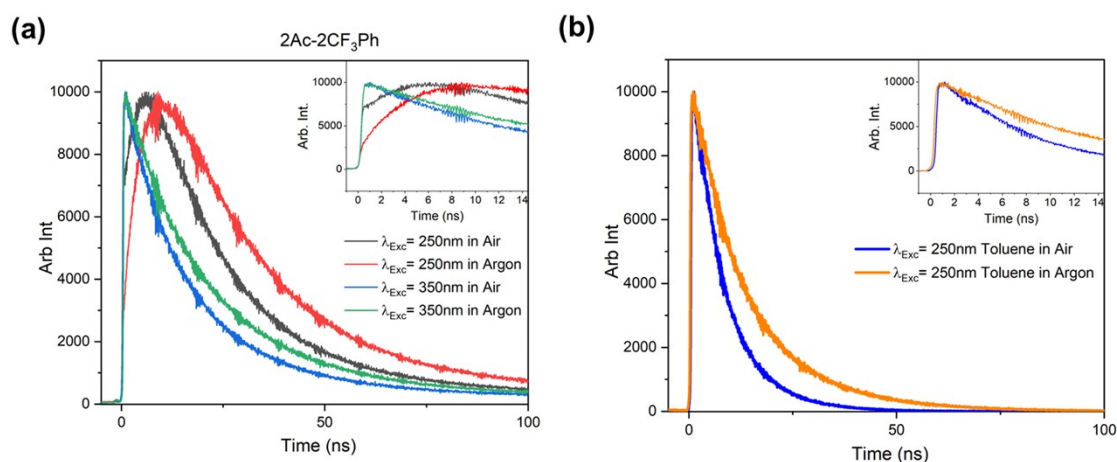 (a)
2Ac-2CF₃Ph
Arb Int
10000
8000
6000
4000
2000
0
0
50
100
Time (ns)
Arb. Int.
10000
5000
0
0 2 4 6 8 10 12 14
Time (ns)
λExc= 250nm in Air
λExc= 250nm in Argon
λExc= 350nm in Air
λExc= 350nm in Argon
(b)
Arb Int
10000
8000
6000
4000
2000
0
0
50
100
Time (ns)
Arb. Int.
10000
5000
0
0 2 4 6 8 10 12 14
Time (ns)
λExc= 250nm Toluene in Air
λExc= 250nm Toluene in Argon